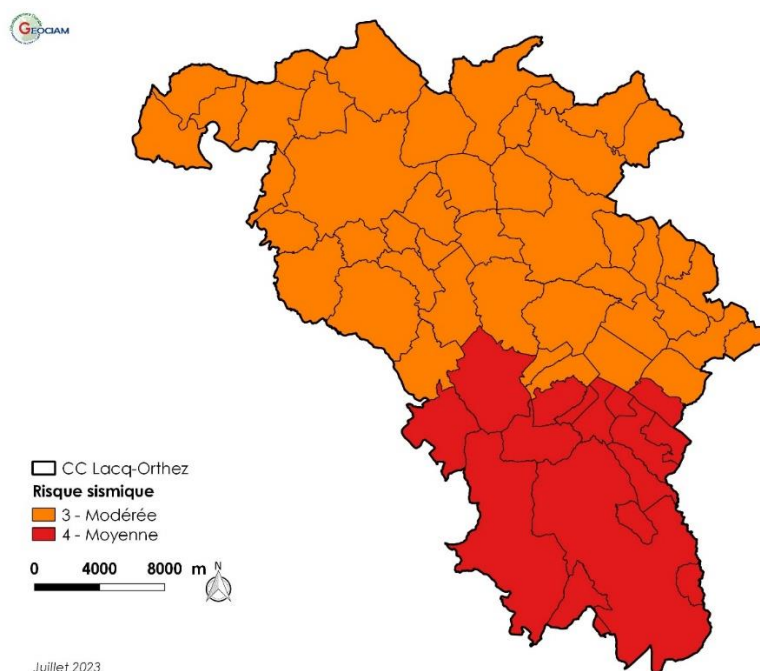 GEOCIAM
CC Lacq-Orthez
Risque sismique
3 - Modérée
4 - Moyenne
0 4000 8000 m
N
Juillet 2023